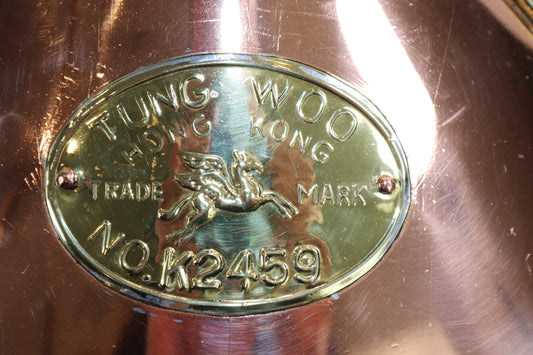 TUNG WOO
HONG KONG
TRADE MARK
NO. K2459